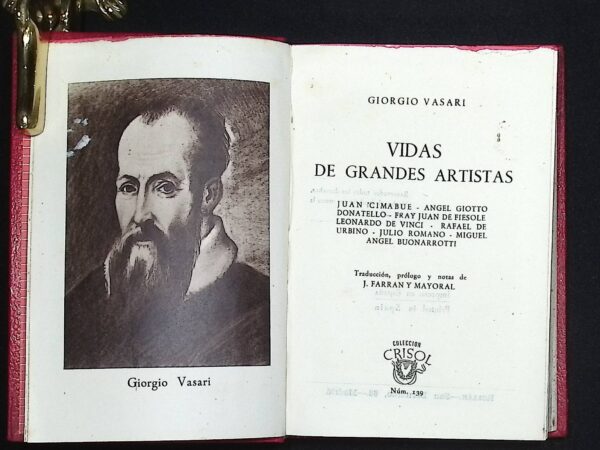 Giorgio Vasari
GIORGIO VASARI
VIDAS
DE GRANDES ARTISTAS
JUAN CIMABUE - ANGEL GIOTTO
DONATELLO - FRAY JUAN DE FIESOLE
LEONARDO DE VINCI - RAFAEL DE
URBINO - JULIO ROMANO - MIGUEL
ANGEL BUONARROTTI
Traducción, prólogo y notas de
J. FARRAN Y MAYORAL
COLECCION
CRISOL
Núm. 139